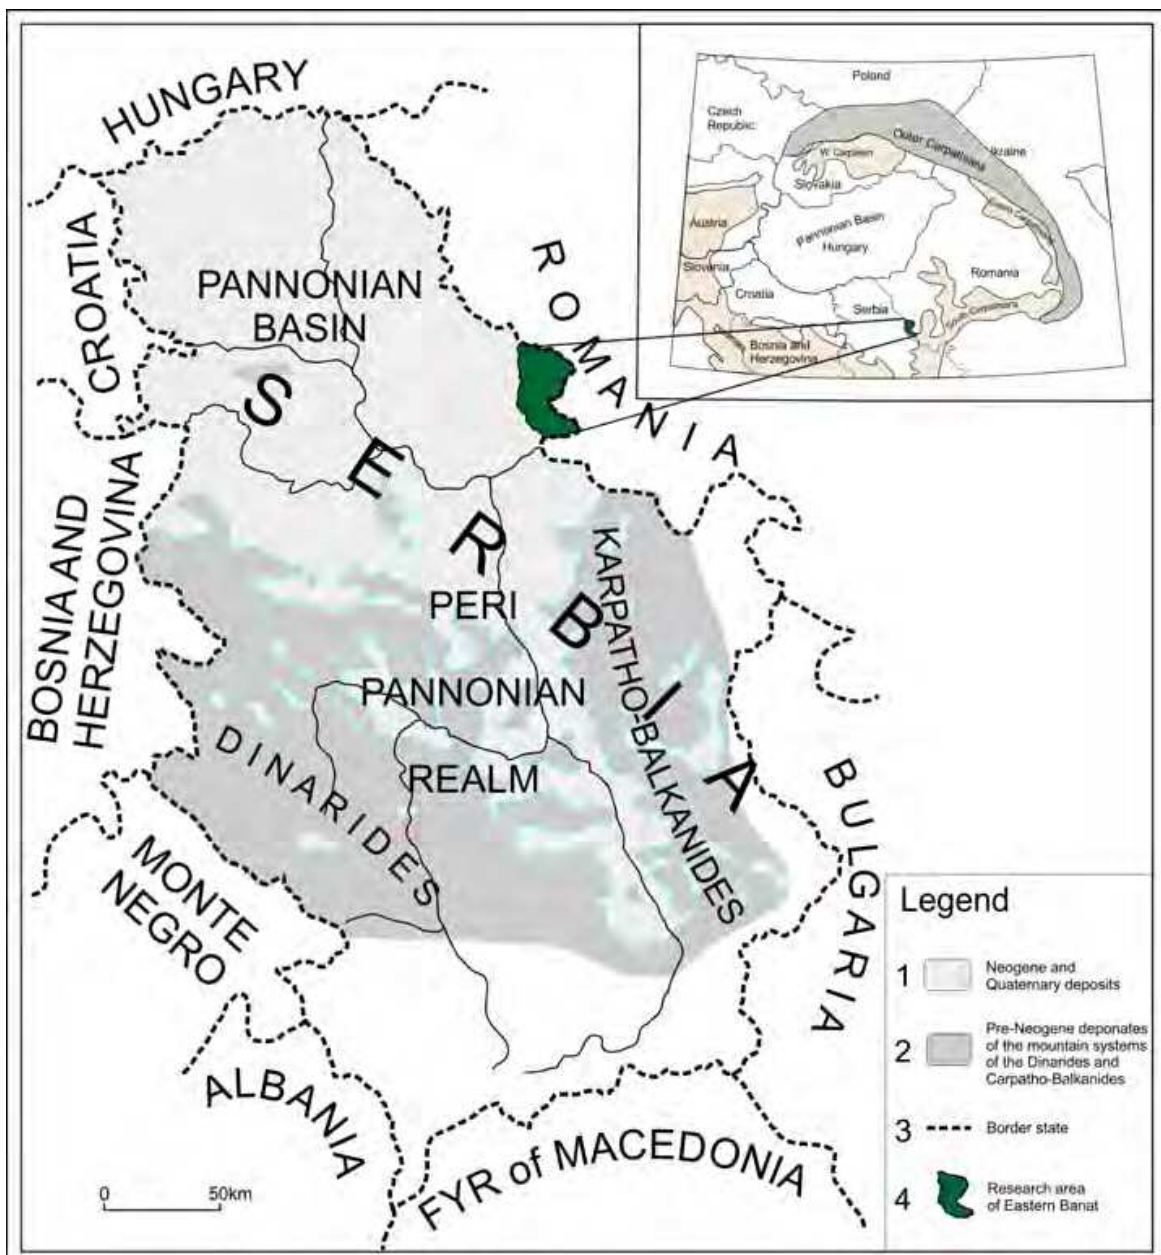 HUNGARY
CROATIA
ROMANIA
PANNONIAN
BASIN
SERBIA
BOSNIA AND
HERZEGOVINA
PERI
PANNONIAN
REALM
KARPATHO-BALKANIDES
DINARIDES
MONTE
NEGRO
ALBANIA
FYR of MACEDONIA
BULGARIA
0 50km
Poland
Czech
Republic
Outer Carpathians
Ukraine
Slovakia
Austria
Pannonian Basin
Hungary
Slovenia
Romania
Croatia
Serbia
Bosnia and
Herzegovina
Legend
1 Neogene and
Quaternary deposits
2 Pre-Neogene deponates
of the mountain systems
of the Dinarides and
Carpatho-Balkanides
3 Border state
4 Research area
of Eastern Banat